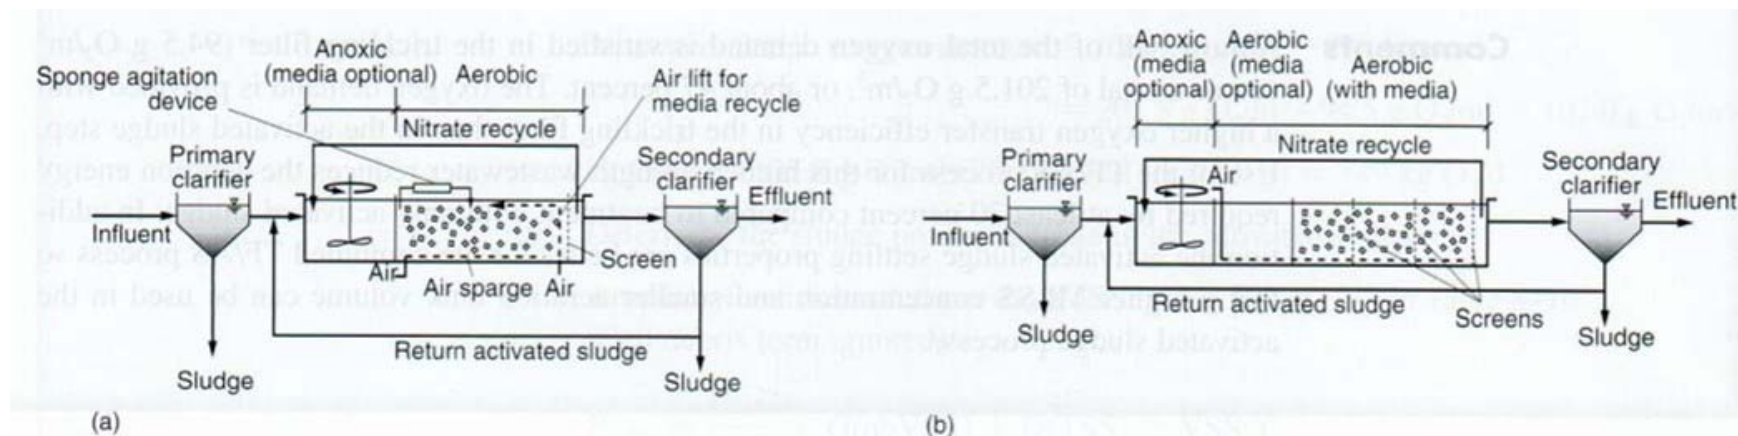 Anoxic
(media optional) Aerobic
Sponge agitation
device
Air lift for
media recycle
Nitrate recycle
Primary
clarifier
Secondary
clarifier
Effluent
Influent
Screen
Air
Air sparge Air
Return activated sludge
Sludge
Sludge
(a)
Anoxic Aerobic
(media (media Aerobic
optional) optional) (with media)
Nitrate recycle
Primary
clarifier
Air
Secondary
clarifier
Effluent
Influent
Return activated sludge
Screens
Sludge
Sludge
(b)